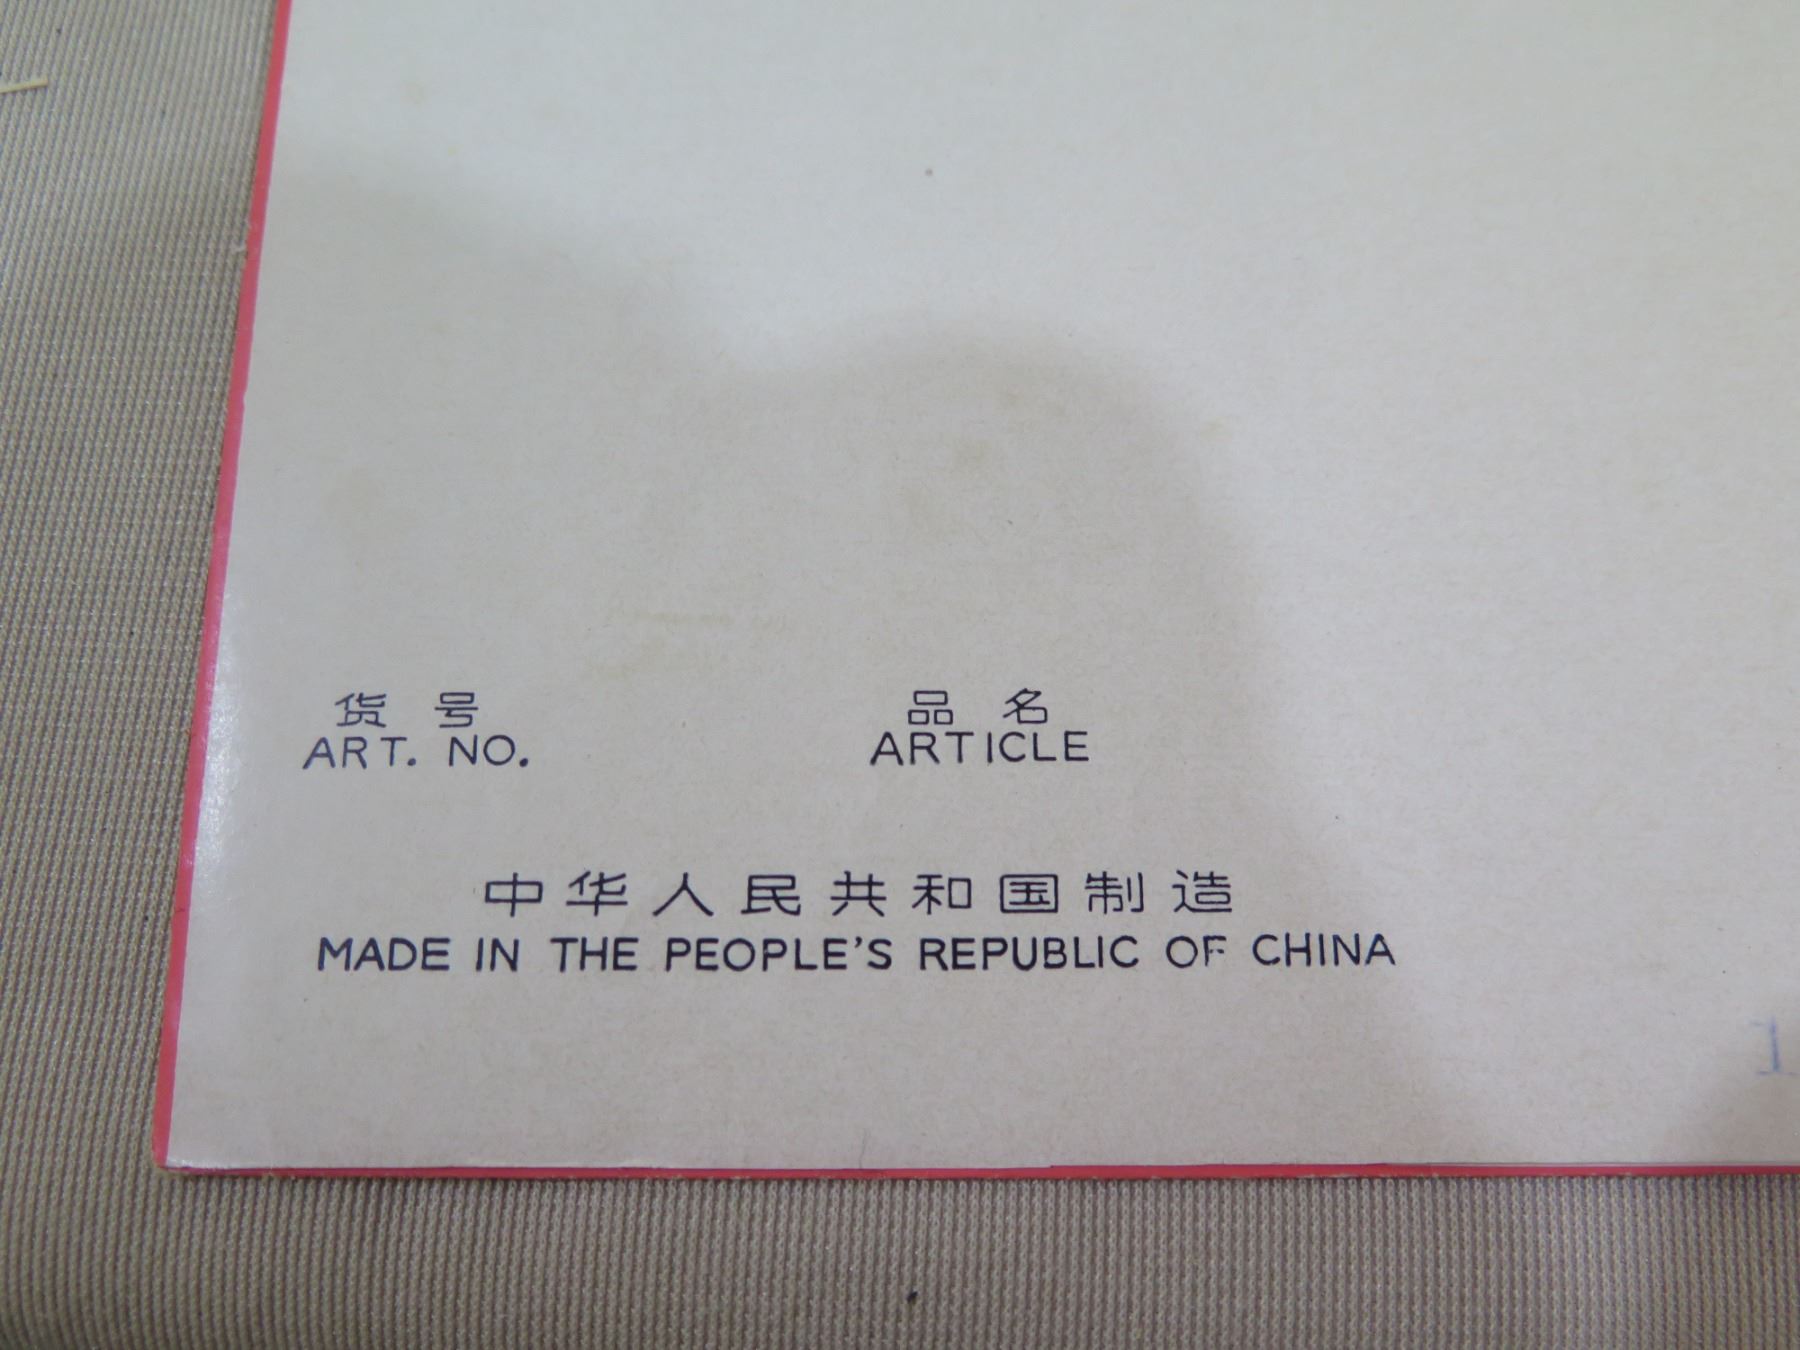 货号 品名
ART. NO. ARTICLE
中华人民共和国制造
MADE IN THE PEOPLE'S REPUBLIC OF CHINA
1